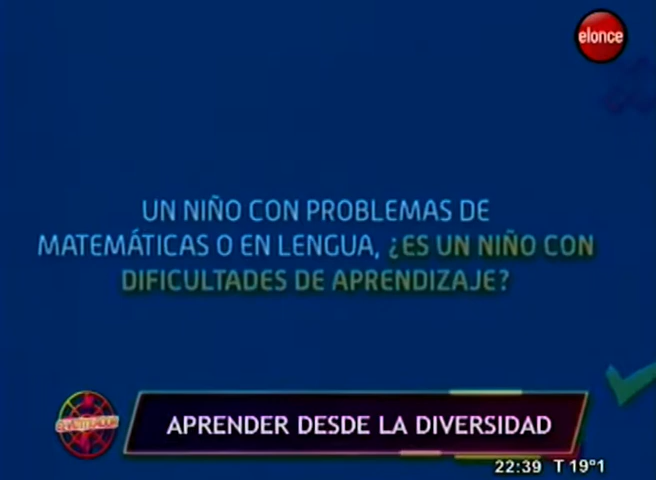 elonce
UN NIÑO CON PROBLEMAS DE
MATEMÁTICAS O EN LENGUA, ¿ES UN NIÑO CON
DIFICULTADES DE APRENDIZAJE?
APRENDER DESDE LA DIVERSIDAD
22:39 T 19°1